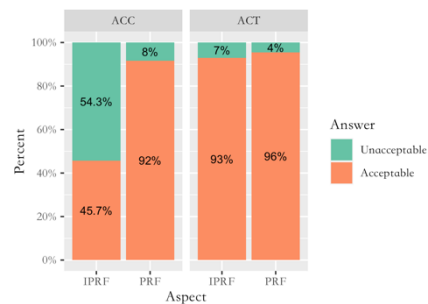 ACC ACT
100%
80%
60%
40%
20%
0%
Percent
54.3%
45.7%
8%
92%
7%
93%
4%
96%
IPRF PRF IPRF PRF
Aspect
Answer
Unacceptable
Acceptable